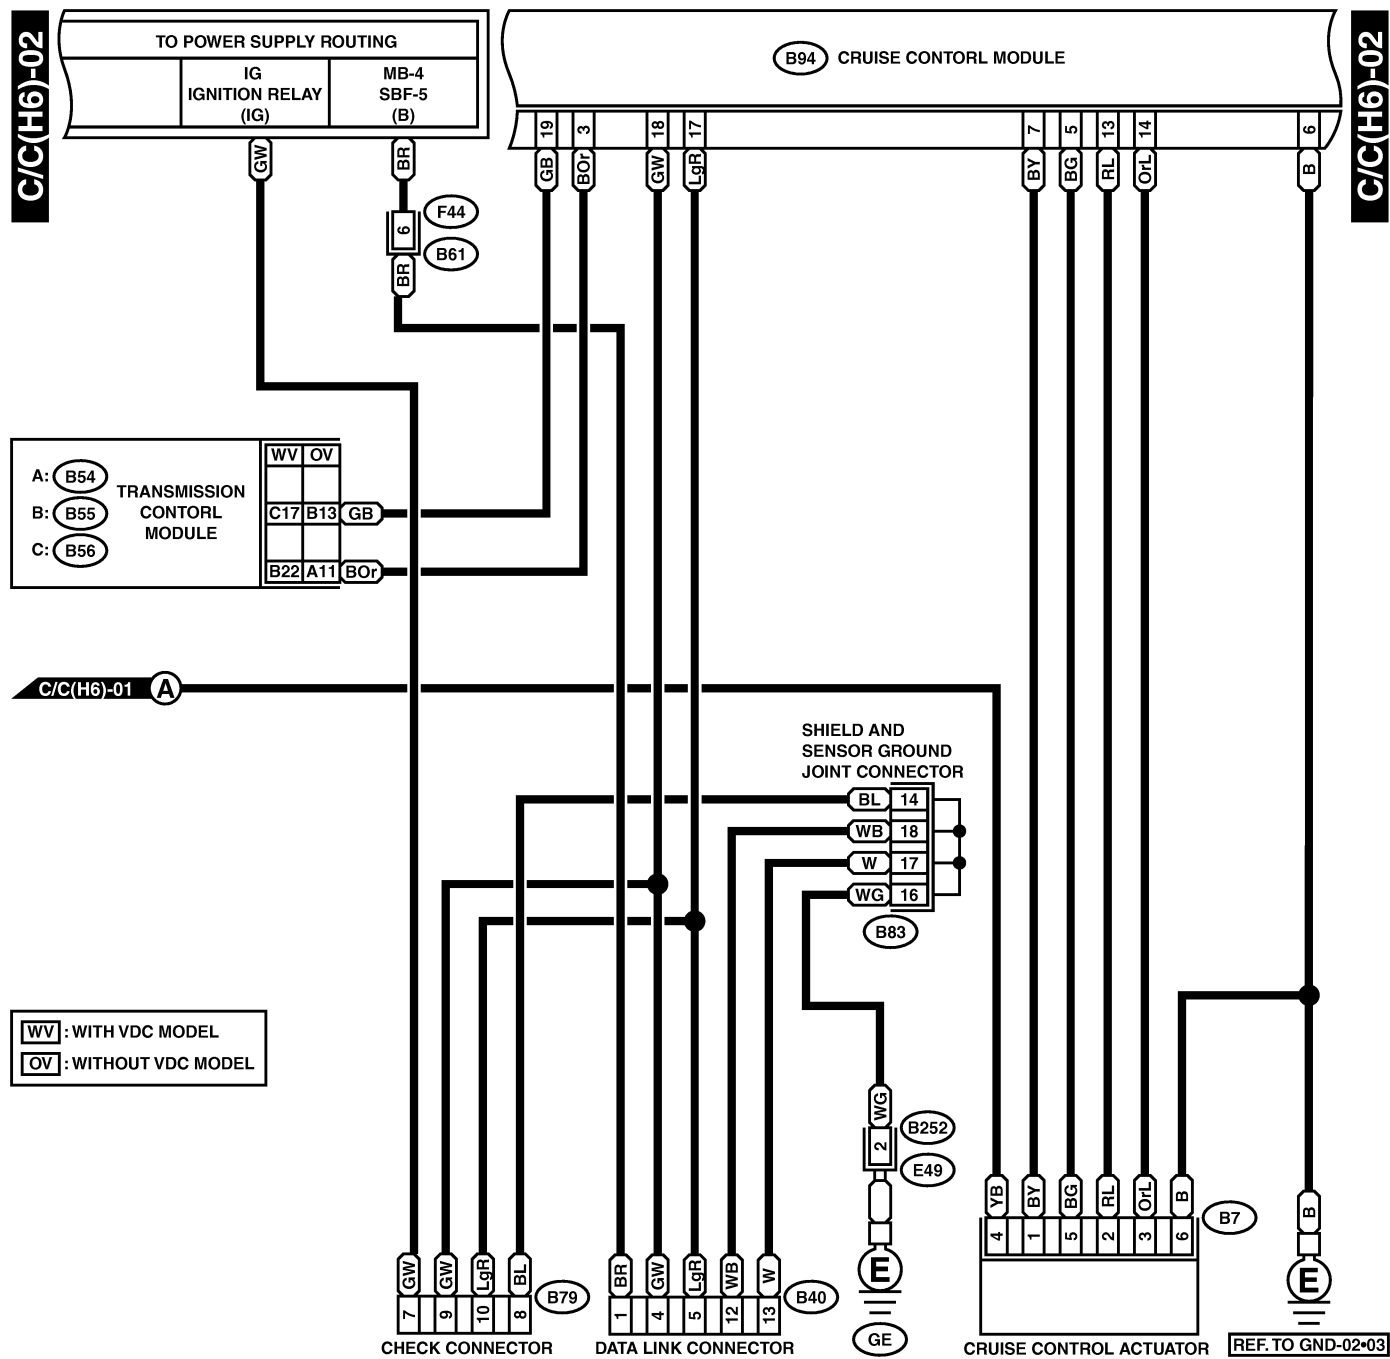 C/C(H6)-02
TO POWER SUPPLY ROUTING
IG
IGNITION RELAY
(IG)
MB-4
SBF-5
(B)
B94 CRUISE CONTORL MODULE
C/C(H6)-02
19 3 18 17 7 5 13 14 6
GW BR GB BOr GW LgR BY BG RL OrL B
F44
6
B61
BR
WV OV
A: B54
B: B55
C: B56
TRANSMISSION
CONTORL
MODULE
C17 B13 GB
B22 A11 BOr
C/C(H6)-01 A
SHIELD AND
SENSOR GROUND
JOINT CONNECTOR
BL 14
WB 18
W 17
WG 16
B83
WV : WITH VDC MODEL
OV : WITHOUT VDC MODEL
WG
B252
2
E49
E
GE
GW GW LgR BL
B79
7 9 10 8
CHECK CONNECTOR
BR GW LgR WB W
B40
1 4 5 12 13
DATA LINK CONNECTOR
YB BY BG RL OrL B
B7
4 1 5 2 3 6
CRUISE CONTROL ACTUATOR
B
E
REF. TO GND-02•03